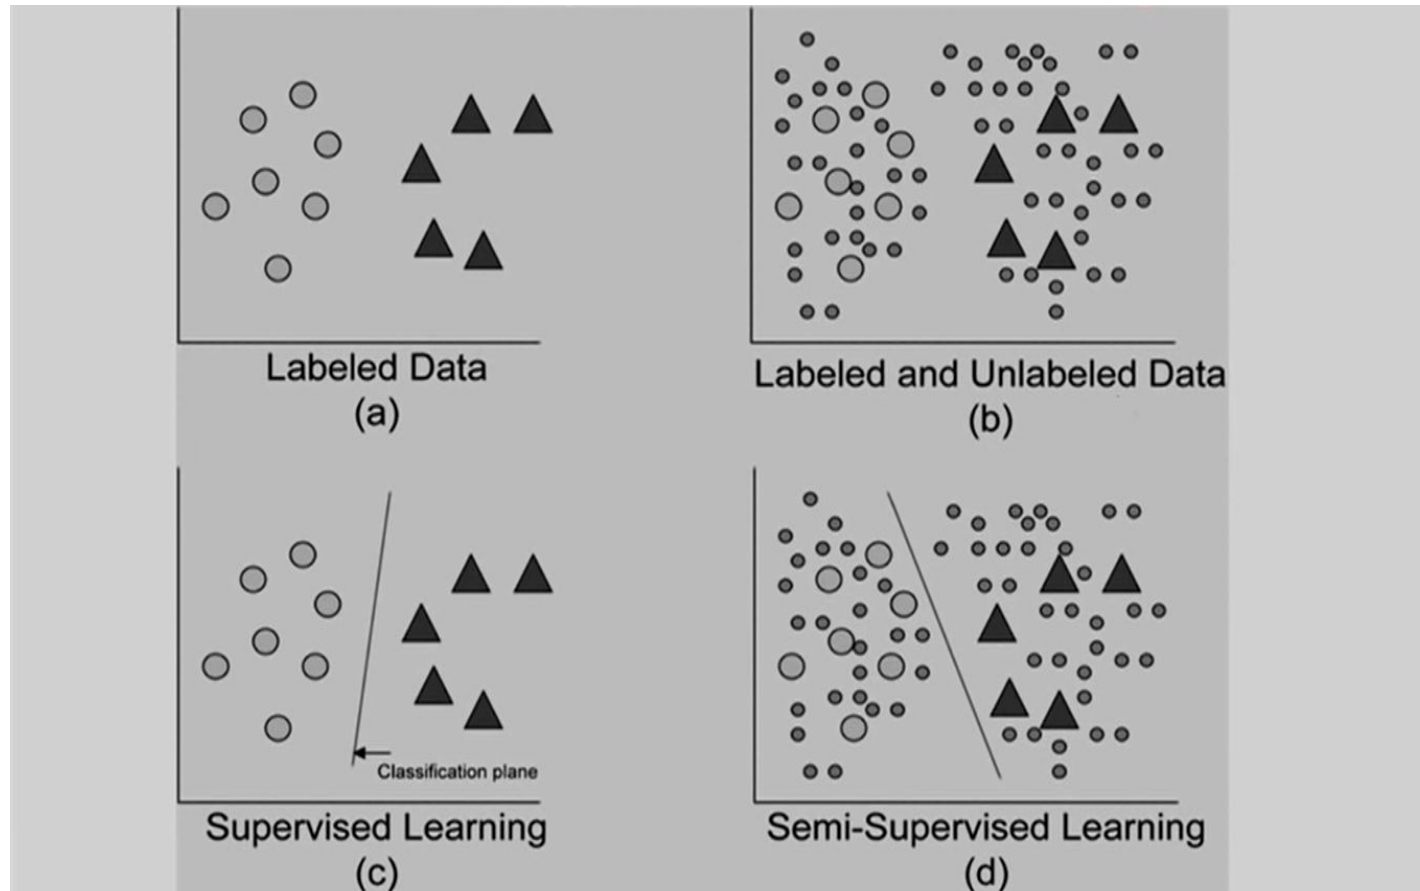 Labeled Data
(a)
Labeled and Unlabeled Data
(b)
Classification plane
Supervised Learning
(c)
Semi-Supervised Learning
(d)